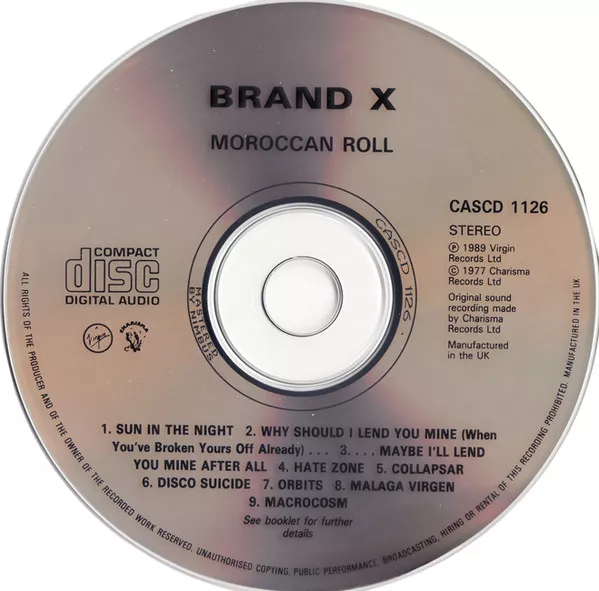 BRAND X
MOROCCAN ROLL
CASCD 1126
STEREO
℗ 1989 Virgin
Records Ltd
© 1977 Charisma
Records Ltd
Original sound
recording made
by Charisma
Records Ltd
Manufactured
in the UK
COMPACT
disc
DIGITAL AUDIO
Virgin
CHARISMA
CASCD 1126 .
MASTERED
BY NIMBUS
1. SUN IN THE NIGHT 2. WHY SHOULD I LEND YOU MINE (When
You've Broken Yours Off Already) . . . 3. . . . MAYBE I'LL LEND
YOU MINE AFTER ALL 4. HATE ZONE 5. COLLAPSAR
6. DISCO SUICIDE 7. ORBITS 8. MALAGA VIRGEN
9. MACROCOSM
See booklet for further
details
ALL RIGHTS OF THE PRODUCER AND OF THE OWNER OF THE RECORDED WORK RESERVED. UNAUTHORISED COPYING, PUBLIC PERFORMANCE, BROADCASTING, HIRING OR RENTAL OF THIS RECORDING PROHIBITED. MANUFACTURED IN THE UK